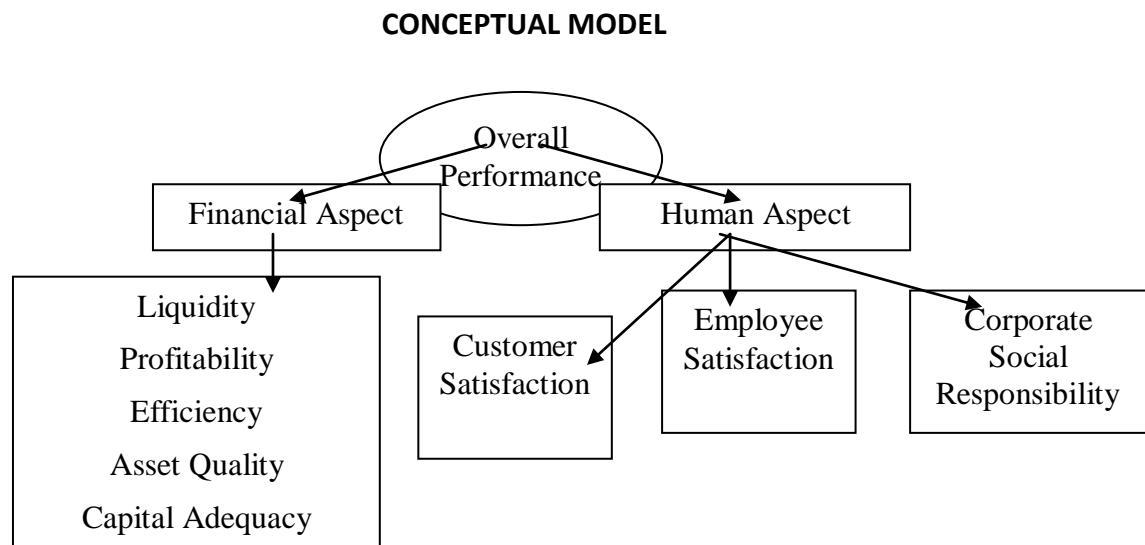 CONCEPTUAL MODEL
Overall
Performance
Financial Aspect
Human Aspect
Liquidity
Profitability
Efficiency
Asset Quality
Capital Adequacy
Customer
Satisfaction
Employee
Satisfaction
Corporate
Social
Responsibility